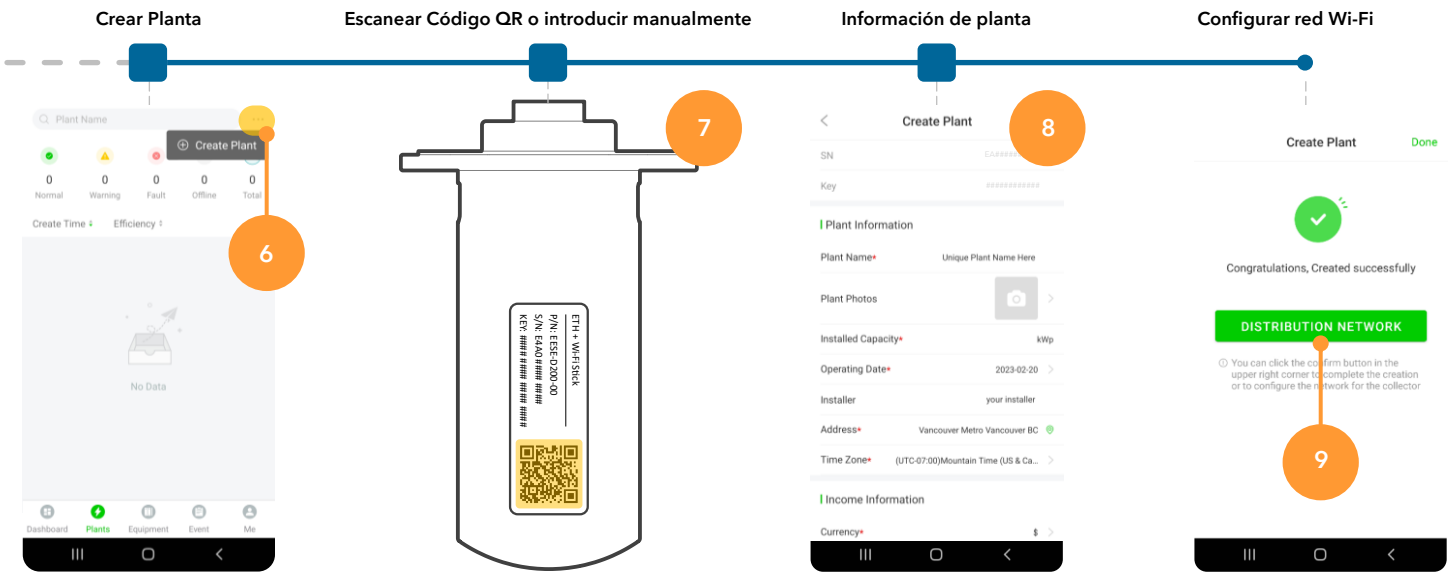 Crear Planta
Escanear Código QR o introducir manualmente
Información de planta
Configurar red Wi-Fi
Plant Name
...
Create Plant
0
0
0
0
0
Normal
Warning
Fault
Offline
Total
Create Time
Efficiency
6
No Data
Dashboard
Plants
Equipment
Event
Me
7
ETH + Wi-Fi Stick
P/N: EESE-D200-00
S/N: E4A0 #### ####
KEY: #### #### #### ####
Create Plant
8
SN
EA##########
Key
############
Plant Information
Plant Name*
Unique Plant Name Here
Plant Photos
Installed Capacity*
kWp
Operating Date*
2023-02-20
Installer
your installer
Address*
Vancouver Metro Vancouver BC
Time Zone*
(UTC-07:00)Mountain Time (US & Ca...
Income Information
Currency*
$
Create Plant
Done
Congratulations, Created successfully
DISTRIBUTION NETWORK
You can click the confirm button in the
upper right corner to complete the creation
or to configure the network for the collector
9